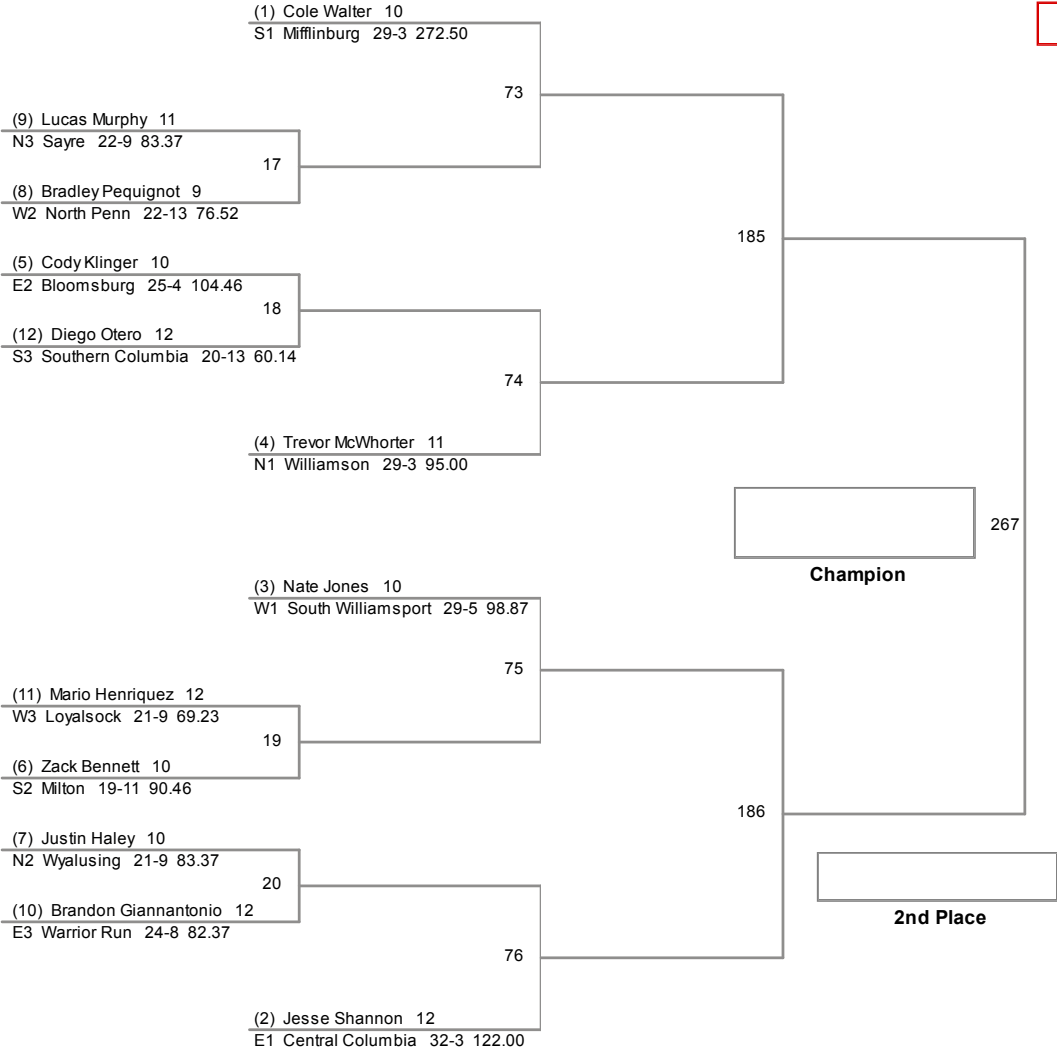 (1) Cole Walter 10
S1 Mifflinburg 29-3 272.50
73
(9) Lucas Murphy 11
N3 Sayre 22-9 83.37
17
(8) Bradley Pequignot 9
W2 North Penn 22-13 76.52
185
(5) Cody Klinger 10
E2 Bloomsburg 25-4 104.46
18
(12) Diego Otero 12
S3 Southern Columbia 20-13 60.14
74
(4) Trevor McWhorter 11
N1 Williamson 29-3 95.00
267
Champion
(3) Nate Jones 10
W1 South Williamsport 29-5 98.87
75
(11) Mario Henriquez 12
W3 Loyalsock 21-9 69.23
19
(6) Zack Bennett 10
S2 Milton 19-11 90.46
186
(7) Justin Haley 10
N2 Wyalusing 21-9 83.37
20
(10) Brandon Giannantonio 12
E3 Warrior Run 24-8 82.37
2nd Place
76
(2) Jesse Shannon 12
E1 Central Columbia 32-3 122.00